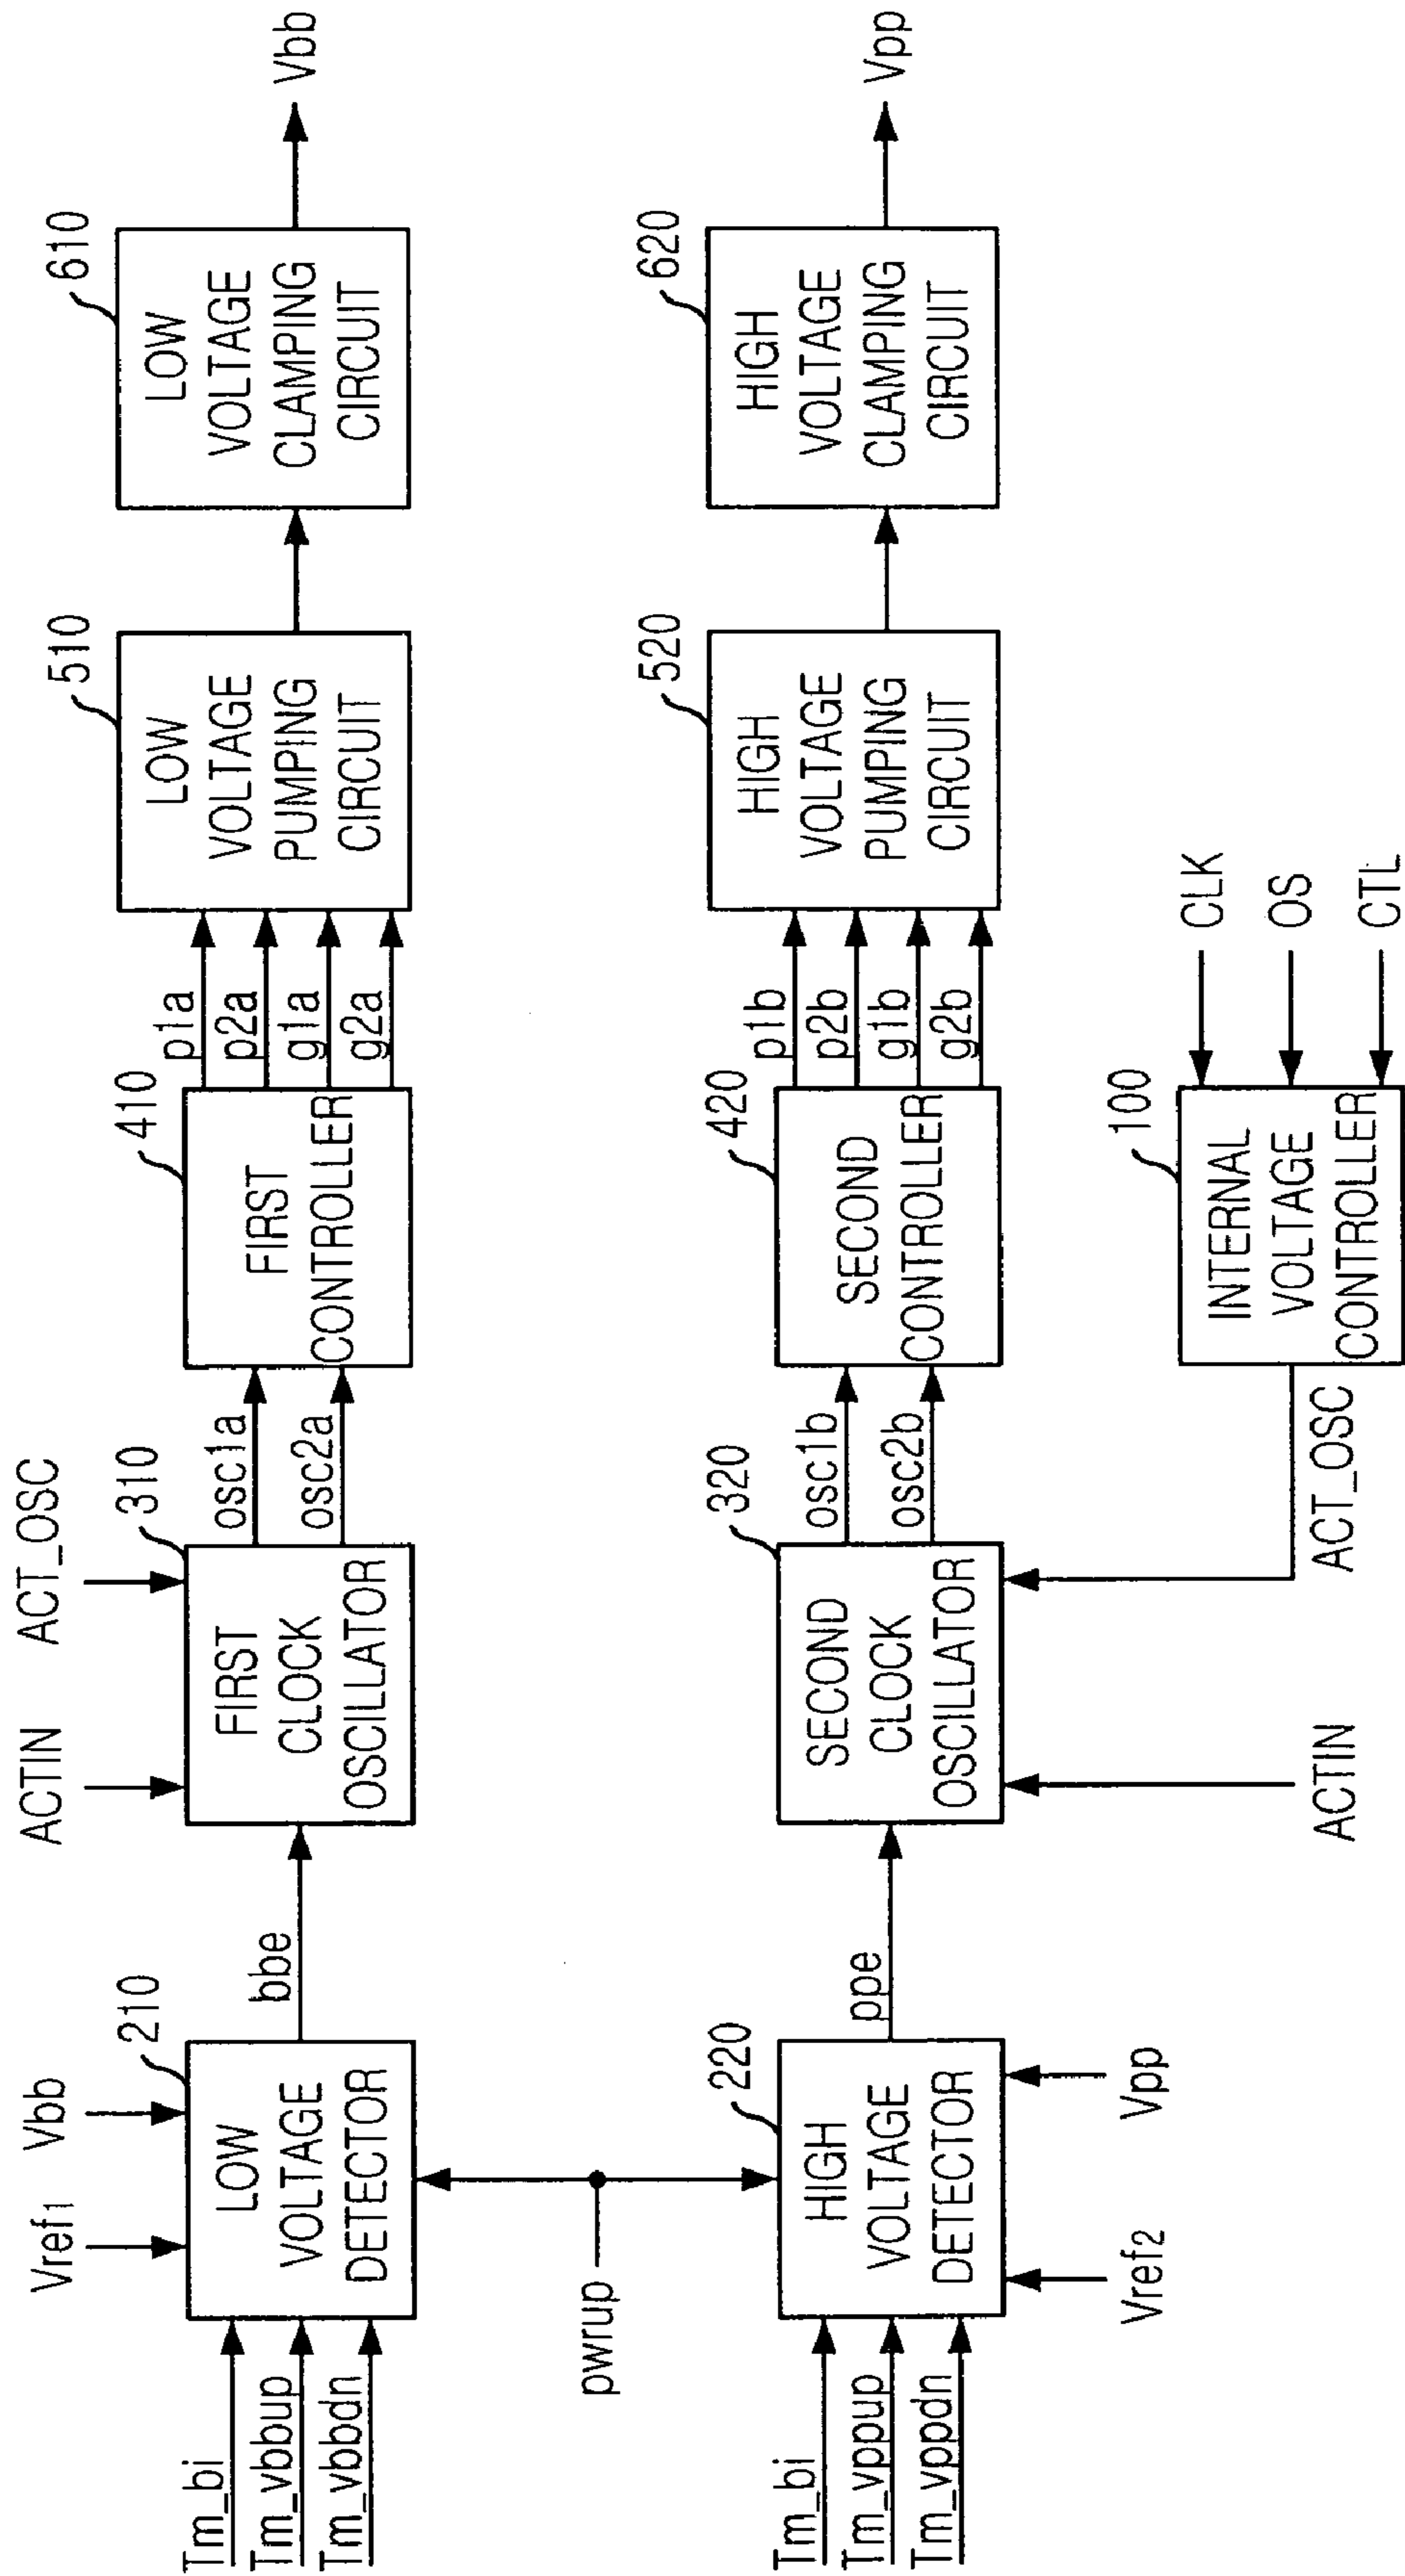 Vref1
Vbb
ACTIN
ACT_OSC
210
310
410
510
610
Tm_bi
Tm_vbbup
Tm_vbbdn
LOW
VOLTAGE
DETECTOR
bbe
FIRST
CLOCK
OSCILLATOR
osc1a
osc2a
FIRST
CONTROLLER
p1a
p2a
g1a
g2a
LOW
VOLTAGE
PUMPING
CIRCUIT
LOW
VOLTAGE
CLAMPING
CIRCUIT
Vbb
pwrup
220
320
420
520
620
Tm_bi
Tm_vppup
Tm_vppdn
HIGH
VOLTAGE
DETECTOR
ppe
SECOND
CLOCK
OSCILLATOR
osc1b
osc2b
SECOND
CONTROLLER
p1b
p2b
g1b
g2b
HIGH
VOLTAGE
PUMPING
CIRCUIT
HIGH
VOLTAGE
CLAMPING
CIRCUIT
Vpp
Vref2
Vpp
ACTIN
ACT_OSC
100
INTERNAL
VOLTAGE
CONTROLLER
CLK
OS
CTL